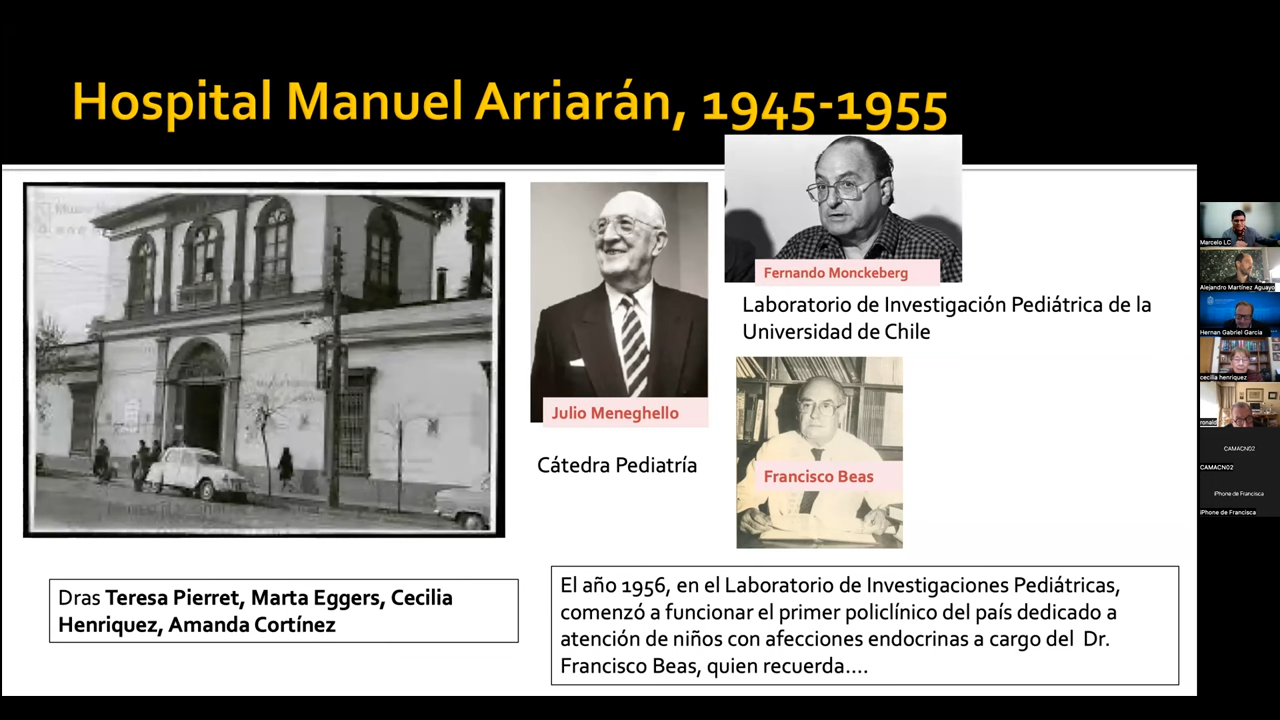 Hospital Manuel Arriarán, 1945-1955
Julio Meneghello
Cátedra Pediatría
Fernando Monckeberg
Laboratorio de Investigación Pediátrica de la
Universidad de Chile
Francisco Beas
Dras Teresa Pierret, Marta Eggers, Cecilia
Henriquez, Amanda Cortínez
El año 1956, en el Laboratorio de Investigaciones Pediátricas,
comenzó a funcionar el primer policlínico del país dedicado a
atención de niños con afecciones endocrinas a cargo del Dr.
Francisco Beas, quien recuerda....
Marcelo LC
Alejandro Martínez Aguayo
Hernan Gabriel Garcia
cecilia henriquez
ronald
CAMACN02
CAMACN02
iPhone de Francisca
iPhone de Francisca